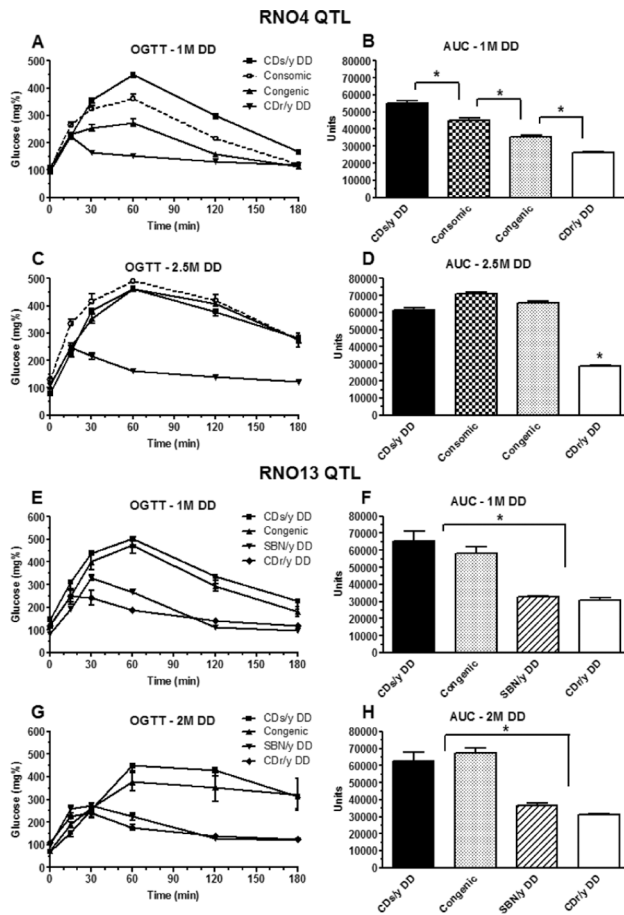 RNO4 QTL
A
OGTT - 1M DD
Glucose (mg%)
500
400
300
200
100
0
0 30 60 90 120 150 180
Time (min)
CDs/y DD
Consomic
Congenic
CDr/y DD
B
AUC - 1M DD
Units
80000
70000
60000
50000
40000
30000
20000
10000
0
* * *
CDs/y DD
Consomic
Congenic
CDr/y DD
C
OGTT - 2.5M DD
Glucose (mg%)
500
400
300
200
100
0
0 30 60 90 120 150 180
Time (min)
D
AUC - 2.5M DD
Units
80000
70000
60000
50000
40000
30000
20000
10000
0
*
CDs/y DD
Consomic
Congenic
CDr/y DD
RNO13 QTL
E
OGTT - 1M DD
Glucose (mg%)
600
500
400
300
200
100
0
0 30 60 90 120 150 180
Time (min)
CDs/y DD
Congenic
SBN/y DD
CDr/y DD
F
AUC - 1M DD
Units
80000
70000
60000
50000
40000
30000
20000
10000
0
*
CDs/y DD
Congenic
SBN/y DD
CDr/y DD
G
OGTT - 2M DD
Glucose (mg%)
600
500
400
300
200
100
0
0 30 60 90 120 150 180
Time (min)
CDs/y DD
Congenic
SBN/y DD
CDr/y DD
H
AUC - 2M DD
Units
80000
70000
60000
50000
40000
30000
20000
10000
0
*
CDs/y DD
Congenic
SBN/y DD
CDr/y DD